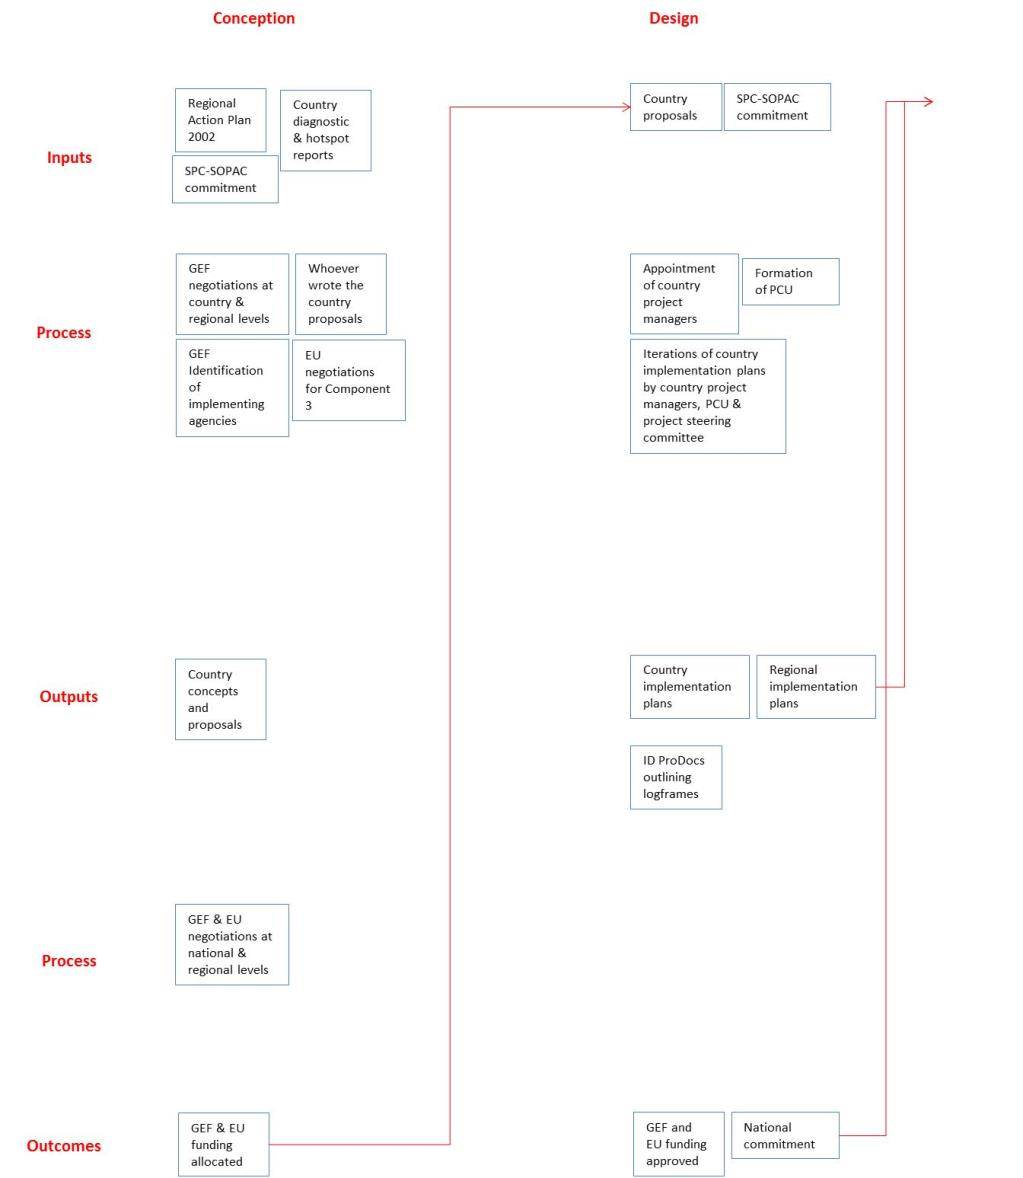 Conception
Design
Inputs
Regional
Action Plan
2002
Country
diagnostic
& hotspot
reports
SPC-SOPAC
commitment
Country
proposals
SPC-SOPAC
commitment
Process
GEF
negotiations at
country &
regional levels
Whoever
wrote the
country
proposals
GEF
Identification
of
implementing
agencies
EU
negotiations
for Component
3
Appointment
of country
project
managers
Formation
of PCU
Iterations of country
implementation plans
by country project
managers, PCU &
project steering
committee
Outputs
Country
concepts
and
proposals
Country
implementation
plans
Regional
implementation
plans
ID ProDocs
outlining
logframes
Process
GEF & EU
negotiations at
national &
regional levels
Outcomes
GEF & EU
funding
allocated
GEF and
EU funding
approved
National
commitment